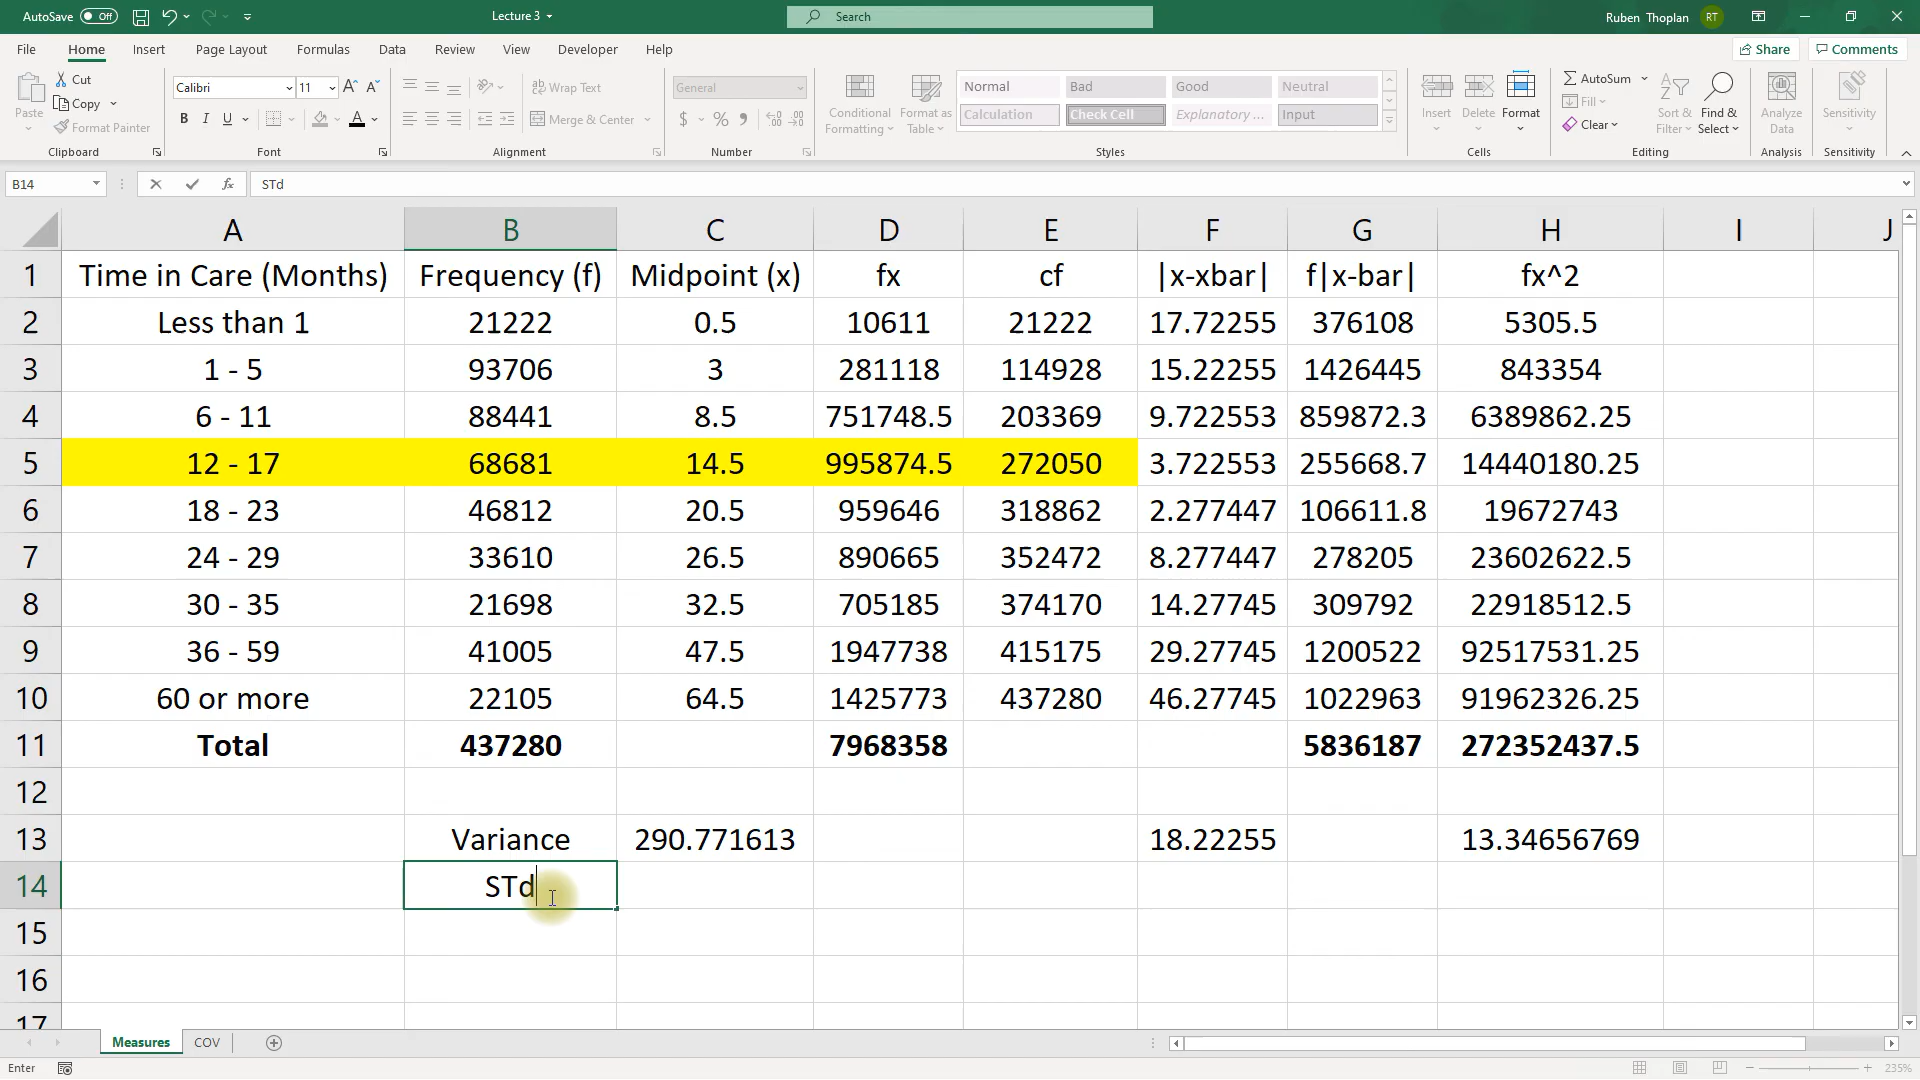 AutoSave Off Lecture 3 Search Ruben Thoplan RT
File Home Insert Page Layout Formulas Data Review View Developer Help Share Comments
Paste Cut Copy Format Painter Clipboard
Calibri 11 A A B I U A Font
Wrap Text Merge & Center Alignment
General $ % Number
Conditional Formatting Format as Table Normal Bad Good Neutral Calculation Check Cell Explanatory ... Input Styles
Insert Delete Format Cells
AutoSum Fill Clear Sort & Filter Find & Select Editing
Analyze Data Analysis Sensitivity Sensitivity
B14 fx STd
A B C D E F G H I J
1 Time in Care (Months) Frequency (f) Midpoint (x) fx cf |x-xbar| f|x-bar| fx^2
2 Less than 1 21222 0.5 10611 21222 17.72255 376108 5305.5
3 1 - 5 93706 3 281118 114928 15.22255 1426445 843354
4 6 - 11 88441 8.5 751748.5 203369 9.722553 859872.3 6389862.25
5 12 - 17 68681 14.5 995874.5 272050 3.722553 255668.7 14440180.25
6 18 - 23 46812 20.5 959646 318862 2.277447 106611.8 19672743
7 24 - 29 33610 26.5 890665 352472 8.277447 278205 23602622.5
8 30 - 35 21698 32.5 705185 374170 14.27745 309792 22918512.5
9 36 - 59 41005 47.5 1947738 415175 29.27745 1200522 92517531.25
10 60 or more 22105 64.5 1425773 437280 46.27745 1022963 91962326.25
11 Total 437280 7968358 5836187 272352437.5
12
13 Variance 290.771613 18.22255 13.34656769
14 STd
15
16
17
Measures COV
Enter 235%